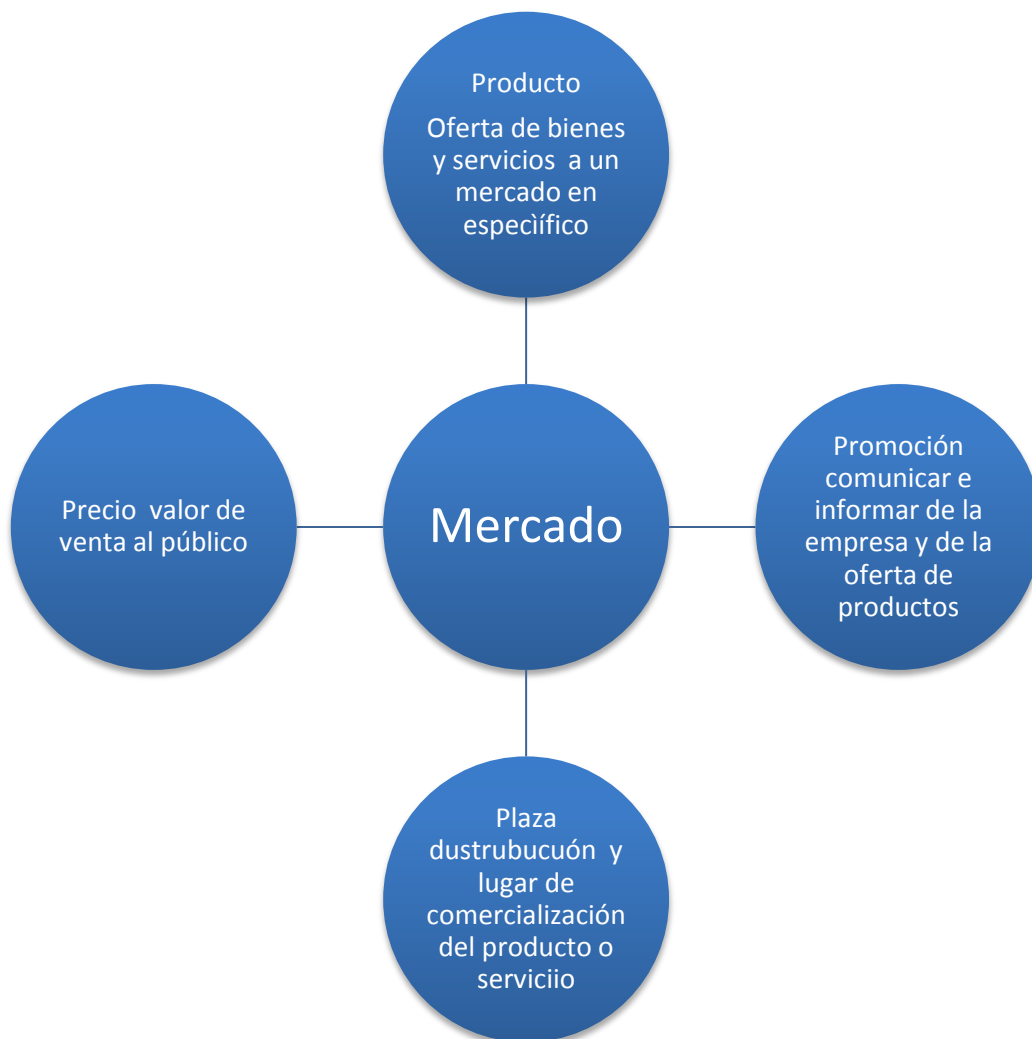 Producto
Oferta de bienes
y servicios a un
mercado en
especìífico
Precio valor de
venta al público
Mercado
Promoción
comunicar e
informar de la
empresa y de la
oferta de
productos
Plaza
dustrubucuón y
lugar de
comercialización
del producto o
serviciio